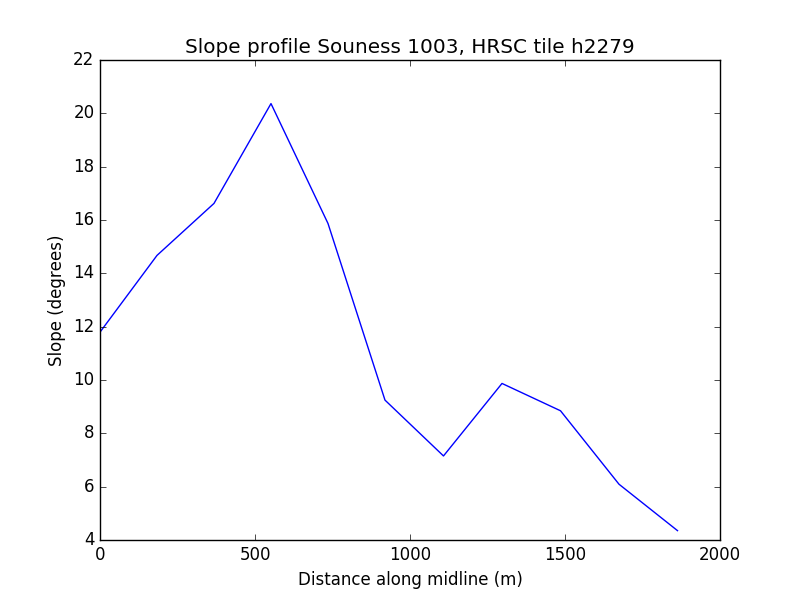 Slope profile Souness 1003, HRSC tile h2279
22
20
18
16
14
12
10
8
6
4
Slope (degrees)
0 500 1000 1500 2000
Distance along midline (m)